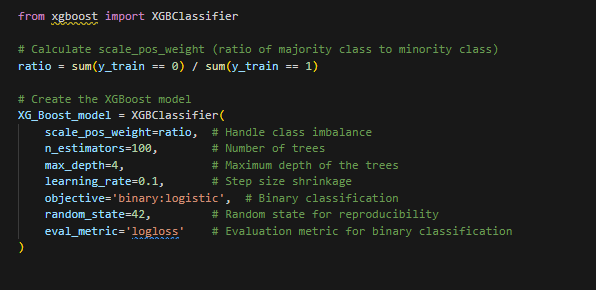 from xgboost import XGBClassifier
# Calculate scale_pos_weight (ratio of majority class to minority class)
ratio = sum(y_train == 0) / sum(y_train == 1)
# Create the XGBoost model
XG_Boost_model = XGBClassifier(
    scale_pos_weight=ratio,  # Handle class imbalance
    n_estimators=100,        # Number of trees
    max_depth=4,             # Maximum depth of the trees
    learning_rate=0.1,       # Step size shrinkage
    objective='binary:logistic',  # Binary classification
    random_state=42,         # Random state for reproducibility
    eval_metric='logloss'    # Evaluation metric for binary classification
)